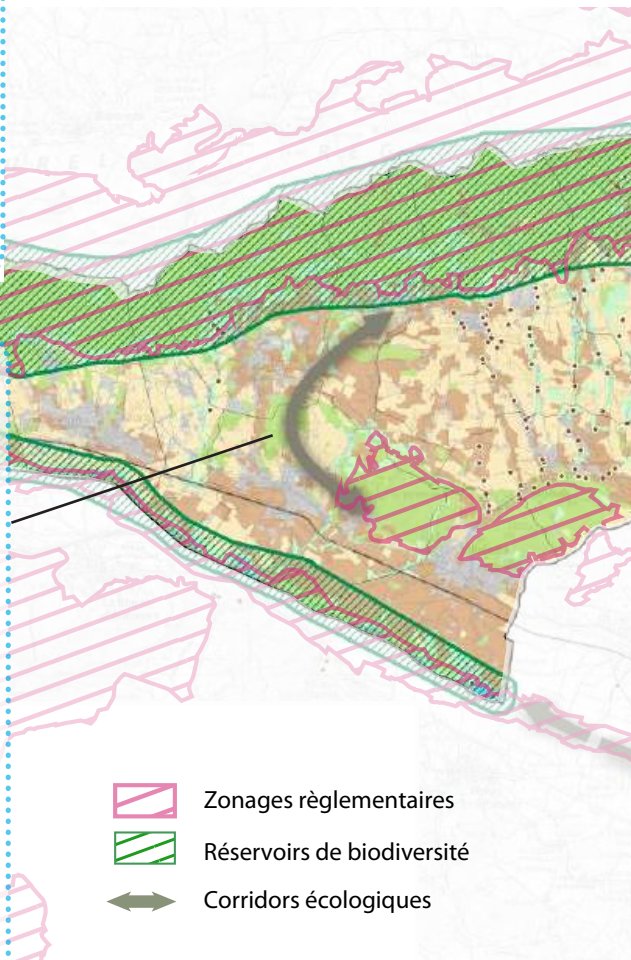 Zonages règlementaires
Réservoirs de biodiversité
Corridors écologiques